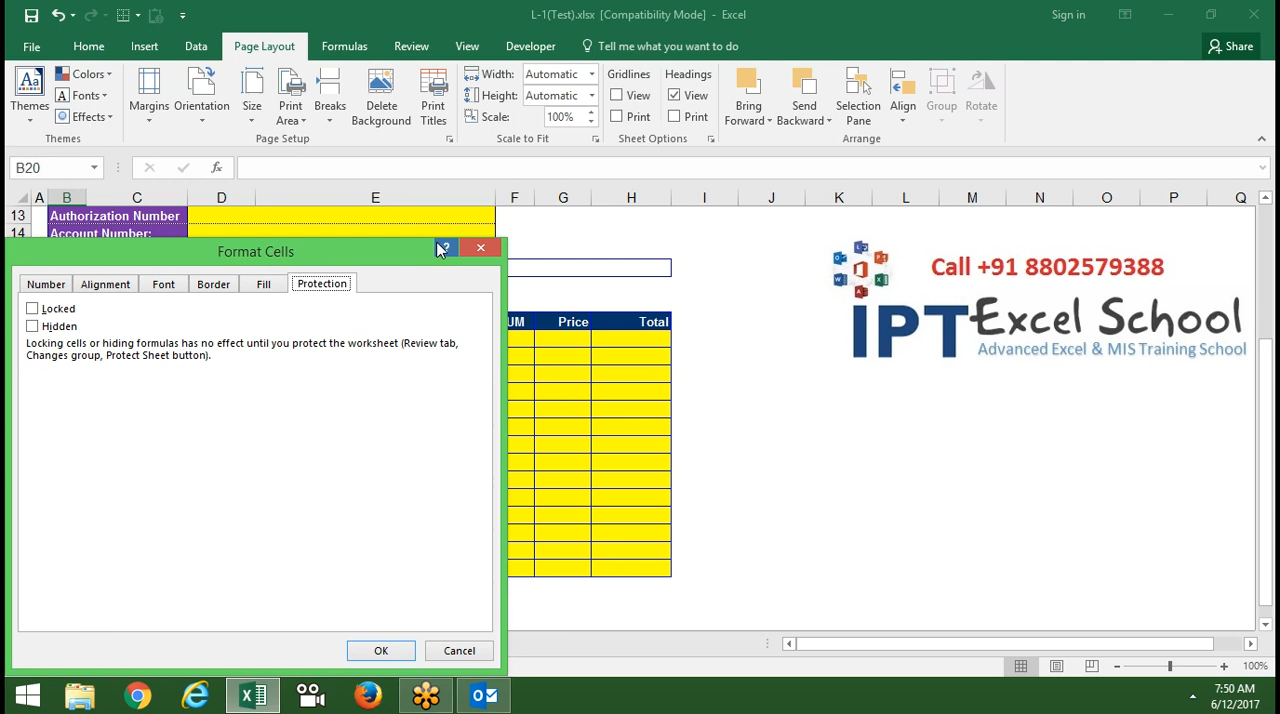 L-1(Test).xlsx [Compatibility Mode] - Excel
Sign in
File Home Insert Data Page Layout Formulas Review View Developer Tell me what you want to do Share
Themes
Colors
Fonts
Effects
Themes
Margins
Orientation
Size
Print Area
Breaks
Delete Background
Print Titles
Page Setup
Width: Automatic
Height: Automatic
Scale: 100%
Scale to Fit
Gridlines
View
Print
Headings
View
Print
Sheet Options
Bring Forward
Send Backward
Selection Pane
Align
Group
Rotate
Arrange
B20
fx
A B C D E F G H I J K L M N O P Q
13 Authorization Number
14 Account Number:
Format Cells
?
Number Alignment Font Border Fill Protection
Locked
Hidden
Locking cells or hiding formulas has no effect until you protect the worksheet (Review tab,
Changes group, Protect Sheet button).
OK Cancel
UM Price Total
Call +91 8802579388
IPT Excel School
Advanced Excel & MIS Training School
100%
7:50 AM
6/12/2017